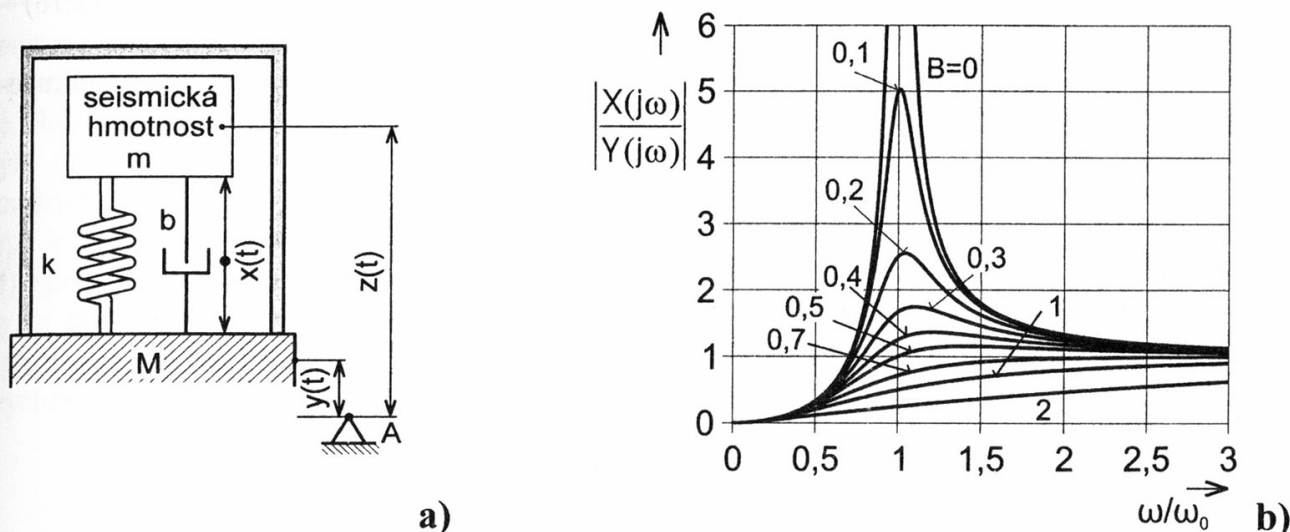 seismická
hmotnost
m
k
b
x(t)
z(t)
M
y(t)
A
a)
|X(jω)/Y(jω)|
6
5
4
3
2
1
0
0,1
B=0
0,2
0,3
0,4
0,5
0,7
1
2
0 0,5 1 1,5 2 2,5 3
ω/ω₀
b)